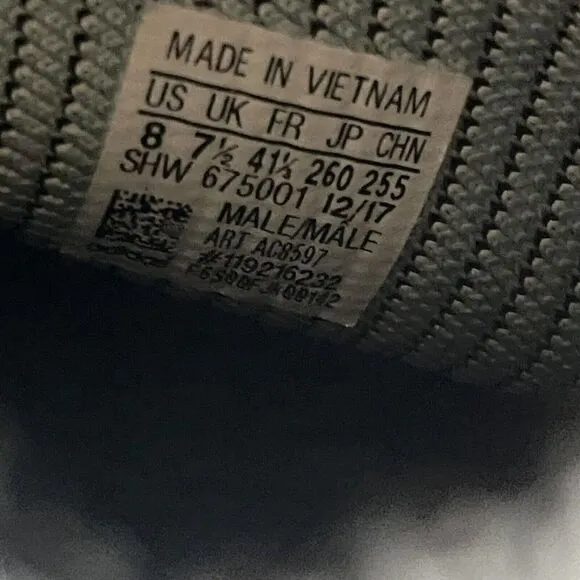 MADE IN VIETNAM
US UK FR JP CHN
8 7½ 41⅓ 260 255
SHW 675001 12/17
MALE/MÂLE
ART AC8597
#119216232